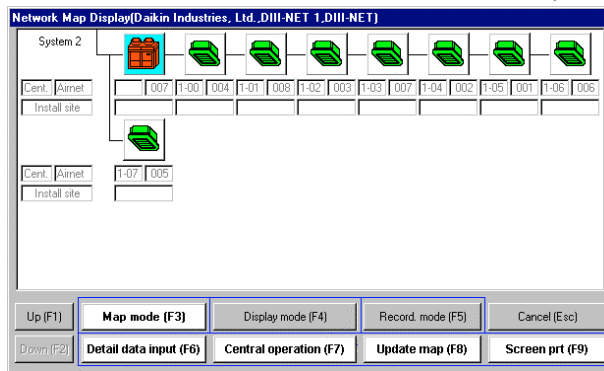 Network Map Display(Daikin Industries, Ltd.,DIII-NET 1,DIII-NET)
System 2
Cent. Airnet 007 1-00 004 1-01 008 1-02 003 1-03 007 1-04 002 1-05 001 1-06 006
Install site
Cent. Airnet 1-07 005
Install site
Up (F1) Map mode (F3) Display mode (F4) Record. mode (F5) Cancel (Esc)
Down (F2) Detail data input (F6) Central operation (F7) Update map (F8) Screen prt (F9)